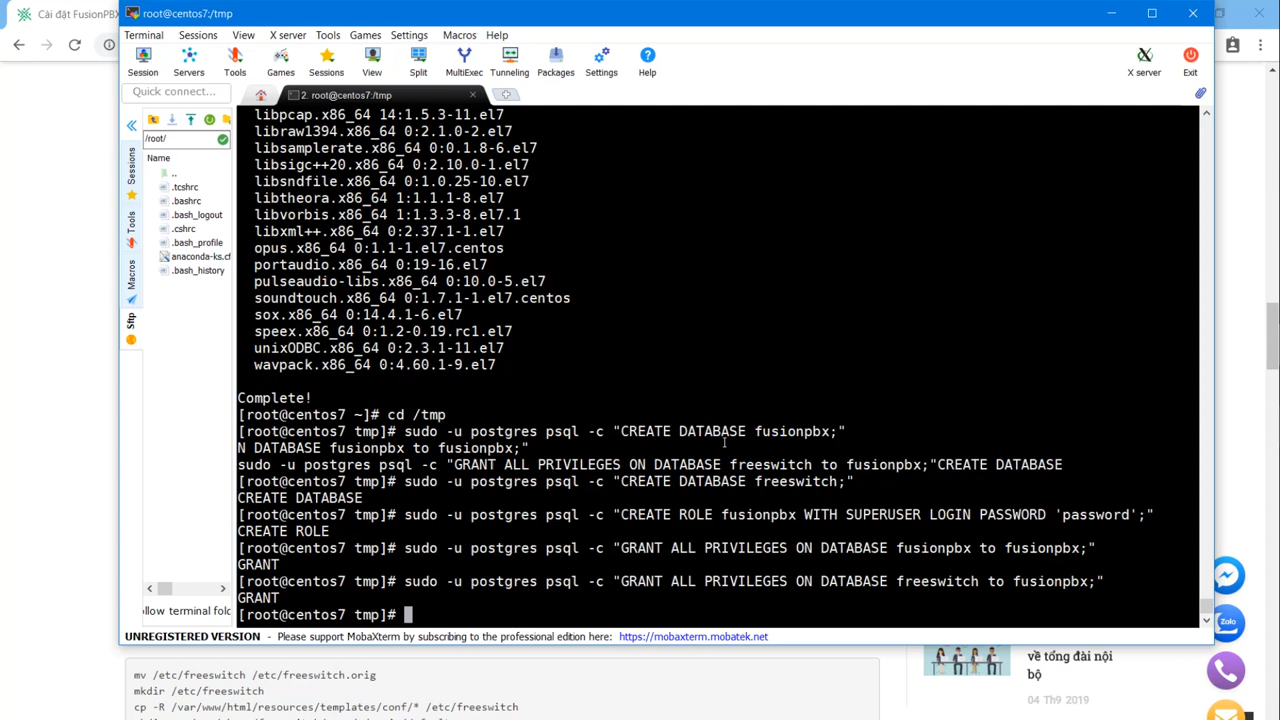 Cài đặt FusionPBX
root@centos7:/tmp
Terminal Sessions View X server Tools Games Settings Macros Help
Session Servers Tools Games Sessions View Split MultiExec Tunneling Packages Settings Help X server Exit
Quick connect...
2. root@centos7:/tmp
/root/
Name
..
.tcshrc
.bashrc
.bash_logout
.cshrc
.bash_profile
anaconda-ks.cf
.bash_history
Sessions
Tools
Macros
Sftp
ollow terminal fold
libpcap.x86_64 14:1.5.3-11.el7
libraw1394.x86_64 0:2.1.0-2.el7
libsamplerate.x86_64 0:0.1.8-6.el7
libsigc++20.x86_64 0:2.10.0-1.el7
libsndfile.x86_64 0:1.0.25-10.el7
libtheora.x86_64 1:1.1.1-8.el7
libvorbis.x86_64 1:1.3.3-8.el7.1
libxml++.x86_64 0:2.37.1-1.el7
opus.x86_64 0:1.1-1.el7.centos
portaudio.x86_64 0:19-16.el7
pulseaudio-libs.x86_64 0:10.0-5.el7
soundtouch.x86_64 0:1.7.1-1.el7.centos
sox.x86_64 0:14.4.1-6.el7
speex.x86_64 0:1.2-0.19.rc1.el7
unixODBC.x86_64 0:2.3.1-11.el7
wavpack.x86_64 0:4.60.1-9.el7
Complete!
[root@centos7 ~]# cd /tmp
[root@centos7 tmp]# sudo -u postgres psql -c "CREATE DATABASE fusionpbx;"
N DATABASE fusionpbx to fusionpbx;"
sudo -u postgres psql -c "GRANT ALL PRIVILEGES ON DATABASE freeswitch to fusionpbx;"CREATE DATABASE
[root@centos7 tmp]# sudo -u postgres psql -c "CREATE DATABASE freeswitch;"
CREATE DATABASE
[root@centos7 tmp]# sudo -u postgres psql -c "CREATE ROLE fusionpbx WITH SUPERUSER LOGIN PASSWORD 'password';"
CREATE ROLE
[root@centos7 tmp]# sudo -u postgres psql -c "GRANT ALL PRIVILEGES ON DATABASE fusionpbx to fusionpbx;"
GRANT
[root@centos7 tmp]# sudo -u postgres psql -c "GRANT ALL PRIVILEGES ON DATABASE freeswitch to fusionpbx;"
GRANT
[root@centos7 tmp]#
UNREGISTERED VERSION - Please support MobaXterm by subscribing to the professional edition here: https://mobaxterm.mobatek.net
mv /etc/freeswitch /etc/freeswitch.orig
mkdir /etc/freeswitch
cp -R /var/www/html/resources/templates/conf/* /etc/freeswitch
về tổng đài nội
bộ
04 Th9 2019
Zalo